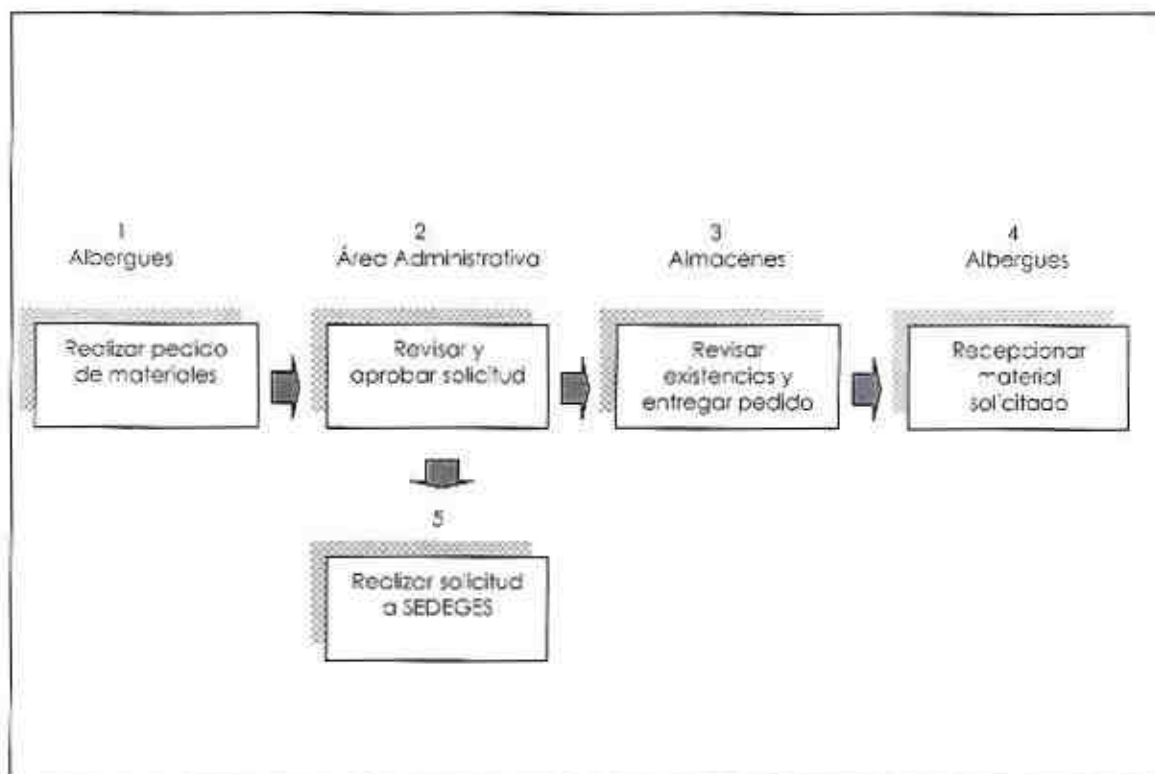 1
Albergues
Realizar pedido
de materiales
2
Área Administrativa
Revisar y
aprobar solicitud
3
Almacenes
Revisar
existencias y
entregar pedido
4
Albergues
Recepcionar
material
solicitado
5
Realizar solicitud
a SEDEGES